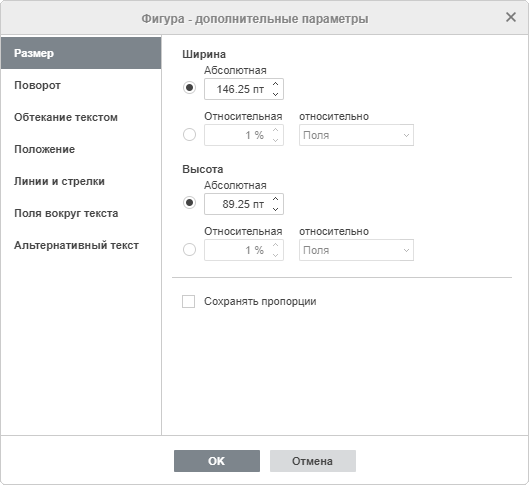 Фигура - дополнительные параметры
Размер
Поворот
Обтекание текстом
Положение
Линии и стрелки
Поля вокруг текста
Альтернативный текст
Ширина
Абсолютная
146.25 пт
Относительная относительно
1 % Поля
Высота
Абсолютная
89.25 пт
Относительная относительно
1 % Поля
Сохранять пропорции
OK Отмена